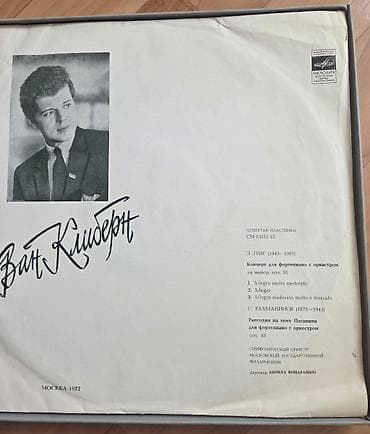 МЕЛОДИЯ
Ван Клиберн
ЧЕТВЕРТАЯ ПЛАСТИНКА
Э. ГРИГ (1843—1907)
Концерт для фортепиано с оркестром
ля минор, соч. 16
1. Allegro molto moderato
2. Adagio
3. Allegro moderato molto e marcato
С. РАХМАНИНОВ (1873—1943)
Рапсодия на тему Паганини
для фортепиано с оркестром
соч. 43
СИМФОНИЧЕСКИЙ ОРКЕСТР
МОСКОВСКОЙ ГОСУДАРСТВЕННОЙ
ФИЛАРМОНИИ
Дирижер КИРИЛЛ КОНДРАШИН
МОСКВА—1972